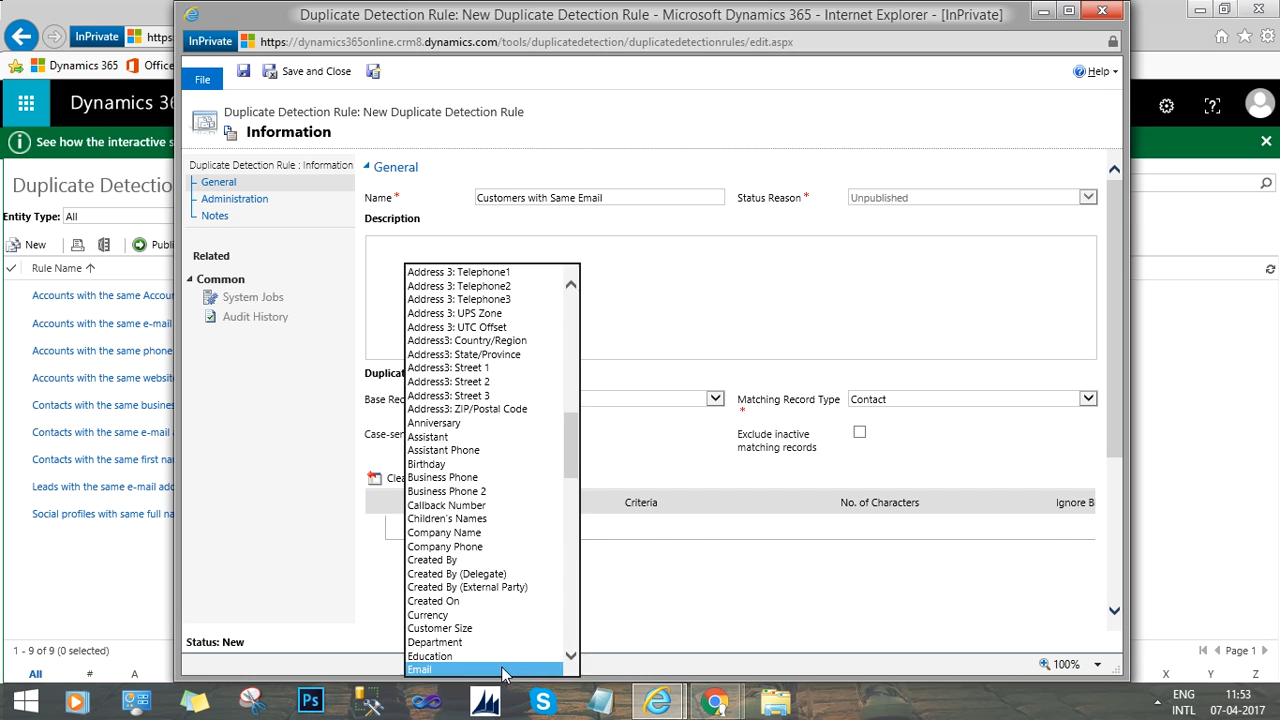 Duplicate Detection Rule: New Duplicate Detection Rule - Microsoft Dynamics 365 - Internet Explorer - [InPrivate]
InPrivate
https
InPrivate
https://dynamics365online.crm8.dynamics.com/tools/duplicatedetection/duplicatedetectionrules/edit.aspx
Dynamics 365
Office
File
Save and Close
Help
Dynamics 36
Duplicate Detection Rule: New Duplicate Detection Rule
Information
See how the interactive s
Duplicate Detectio
Entity Type:
All
New
Publi
Rule Name
Accounts with the same Accou
Accounts with the same e-mail
Accounts with the same phone
Accounts with the same websit
Contacts with the same busine
Contacts with the same e-mail
Contacts with the same first na
Leads with the same e-mail add
Social profiles with same full na
1 - 9 of 9 (0 selected)
All
#
A
Duplicate Detection Rule : Information
General
Administration
Notes
Related
Common
System Jobs
Audit History
General
Name *
Customers with Same Email
Status Reason *
Unpublished
Description
Duplicat
Base Rec
Matching Record Type *
Contact
Case-sen
Exclude inactive
matching records
Clea
Criteria
No. of Characters
Ignore B
Address 3: Telephone1
Address 3: Telephone2
Address 3: Telephone3
Address 3: UPS Zone
Address 3: UTC Offset
Address3: Country/Region
Address3: State/Province
Address3: Street 1
Address3: Street 2
Address3: Street 3
Address3: ZIP/Postal Code
Anniversary
Assistant
Assistant Phone
Birthday
Business Phone
Business Phone 2
Callback Number
Children's Names
Company Name
Company Phone
Created By
Created By (Delegate)
Created By (External Party)
Created On
Currency
Customer Size
Department
Education
Email
Status: New
100%
Page 1
X
Y
Z
Ps
ENG
INTL
11:53
07-04-2017